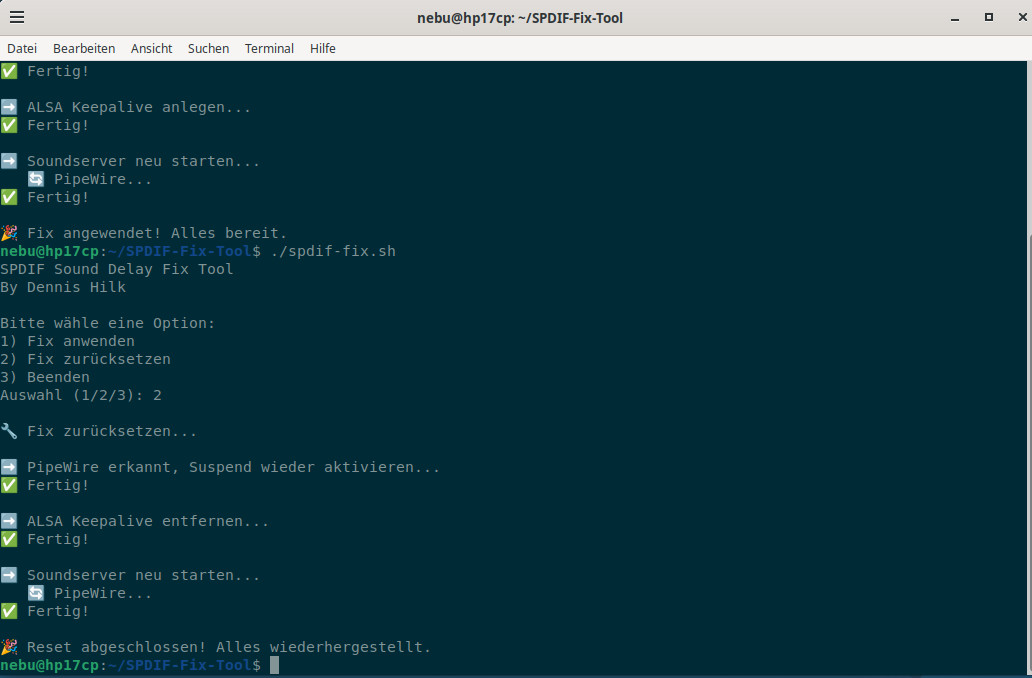 nebu@hp17cp: ~/SPDIF-Fix-Tool
Datei Bearbeiten Ansicht Suchen Terminal Hilfe
✅ Fertig!
➡️ ALSA Keepalive anlegen...
✅ Fertig!
➡️ Soundserver neu starten...
🔄 PipeWire...
✅ Fertig!
🎉 Fix angewendet! Alles bereit.
nebu@hp17cp:~/SPDIF-Fix-Tool$ ./spdif-fix.sh
SPDIF Sound Delay Fix Tool
By Dennis Hilk
Bitte wähle eine Option:
1) Fix anwenden
2) Fix zurücksetzen
3) Beenden
Auswahl (1/2/3): 2
🔧 Fix zurücksetzen...
➡️ PipeWire erkannt, Suspend wieder aktivieren...
✅ Fertig!
➡️ ALSA Keepalive entfernen...
✅ Fertig!
➡️ Soundserver neu starten...
🔄 PipeWire...
✅ Fertig!
🎉 Reset abgeschlossen! Alles wiederhergestellt.
nebu@hp17cp:~/SPDIF-Fix-Tool$